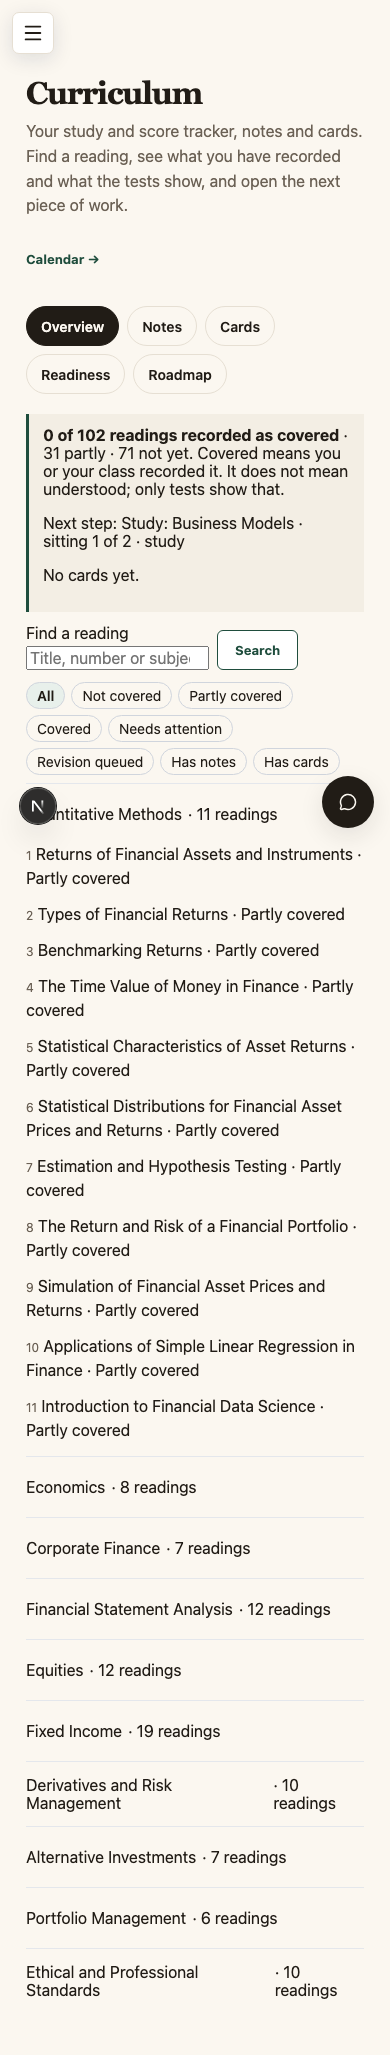 Curriculum
Your study and score tracker, notes and cards.
Find a reading, see what you have recorded
and what the tests show, and open the next
piece of work.
Calendar →
Overview
Notes
Cards
Readiness
Roadmap
0 of 102 readings recorded as covered ·
31 partly · 71 not yet. Covered means you
or your class recorded it. It does not mean
understood; only tests show that.
Next step: Study: Business Models ·
sitting 1 of 2 · study
No cards yet.
Find a reading
Title, number or subje
Search
All
Not covered
Partly covered
Covered
Needs attention
Revision queued
Has notes
Has cards
N
ntitative Methods · 11 readings
1 Returns of Financial Assets and Instruments ·
Partly covered
2 Types of Financial Returns · Partly covered
3 Benchmarking Returns · Partly covered
4 The Time Value of Money in Finance · Partly
covered
5 Statistical Characteristics of Asset Returns ·
Partly covered
6 Statistical Distributions for Financial Asset
Prices and Returns · Partly covered
7 Estimation and Hypothesis Testing · Partly
covered
8 The Return and Risk of a Financial Portfolio ·
Partly covered
9 Simulation of Financial Asset Prices and
Returns · Partly covered
10 Applications of Simple Linear Regression in
Finance · Partly covered
11 Introduction to Financial Data Science ·
Partly covered
Economics · 8 readings
Corporate Finance · 7 readings
Financial Statement Analysis · 12 readings
Equities · 12 readings
Fixed Income · 19 readings
Derivatives and Risk
Management
· 10
readings
Alternative Investments · 7 readings
Portfolio Management · 6 readings
Ethical and Professional
Standards
· 10
readings